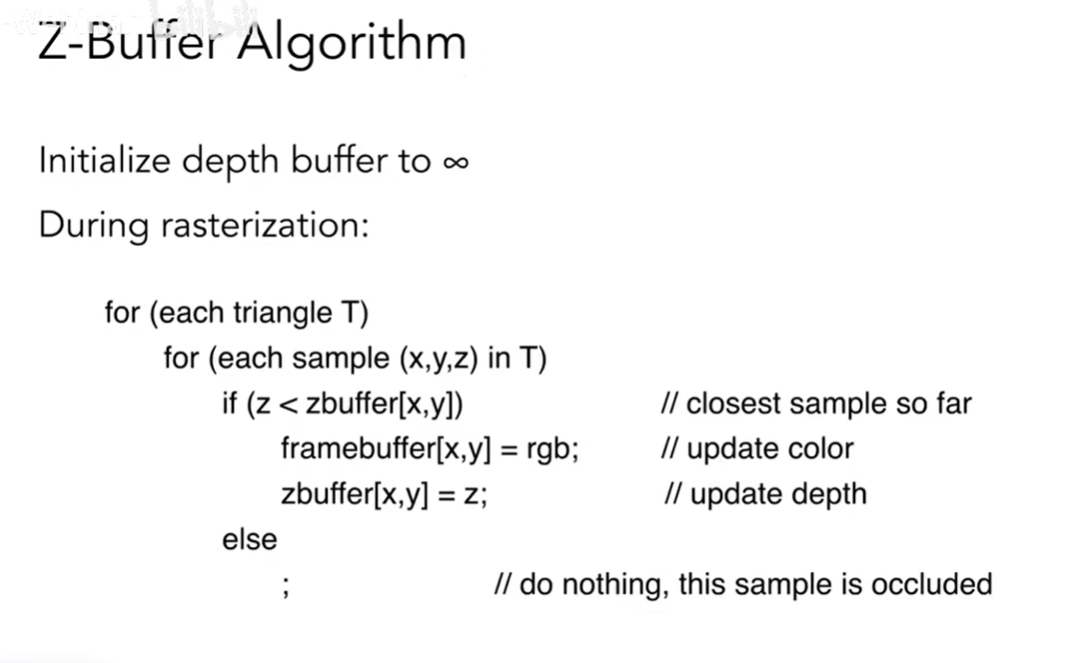 Z-Buffer Algorithm
Initialize depth buffer to ∞
During rasterization:
for (each triangle T)
for (each sample (x,y,z) in T)
if (z < zbuffer[x,y]) // closest sample so far
framebuffer[x,y] = rgb; // update color
zbuffer[x,y] = z; // update depth
else
; // do nothing, this sample is occluded